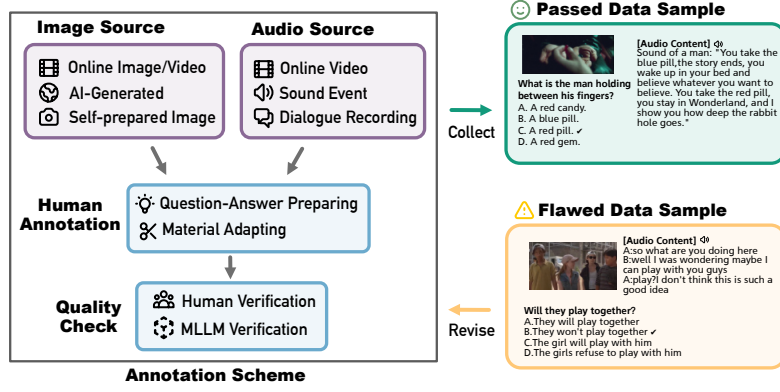 Image Source
Online Image/Video
AI-Generated
Self-prepared Image
Audio Source
Online Video
Sound Event
Dialogue Recording
Human
Annotation
Question-Answer Preparing
Material Adapting
Quality
Check
Human Verification
MLLM Verification
Annotation Scheme
Collect
Revise
Passed Data Sample
What is the man holding
between his fingers?
A. A red candy.
B. A blue pill.
C. A red pill. ✔
D. A red gem.
[Audio Content]
Sound of a man: "You take the
blue pill,the story ends, you
wake up in your bed and
believe whatever you want to
believe. You take the red pill,
you stay in Wonderland, and I
show you how deep the rabbit
hole goes."
Flawed Data Sample
[Audio Content]
A:so what are you doing here
B:well I was wondering maybe I
can play with you guys
A:play?I don't think this is such a
good idea
Will they play together?
A.They will play together
B.They won't play together ✔
C.The girl will play with him
D.The girls refuse to play with him